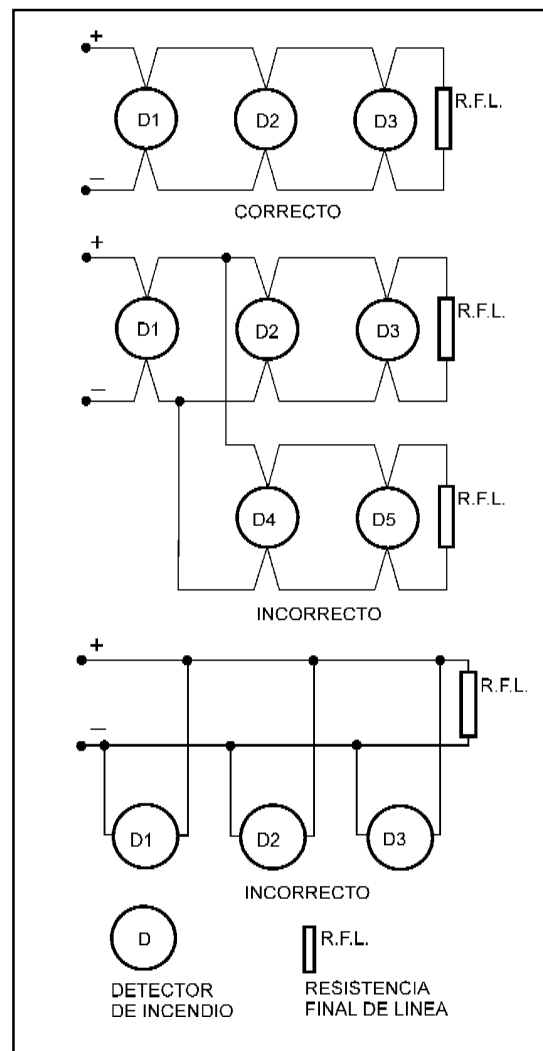 +
D1 D2 D3 R.F.L.
–
CORRECTO
+
D1 D2 D3 R.F.L.
–
D4 D5 R.F.L.
INCORRECTO
+
R.F.L.
–
D1 D2 D3
INCORRECTO
D R.F.L.
DETECTOR
DE INCENDIO
RESISTENCIA
FINAL DE LINEA